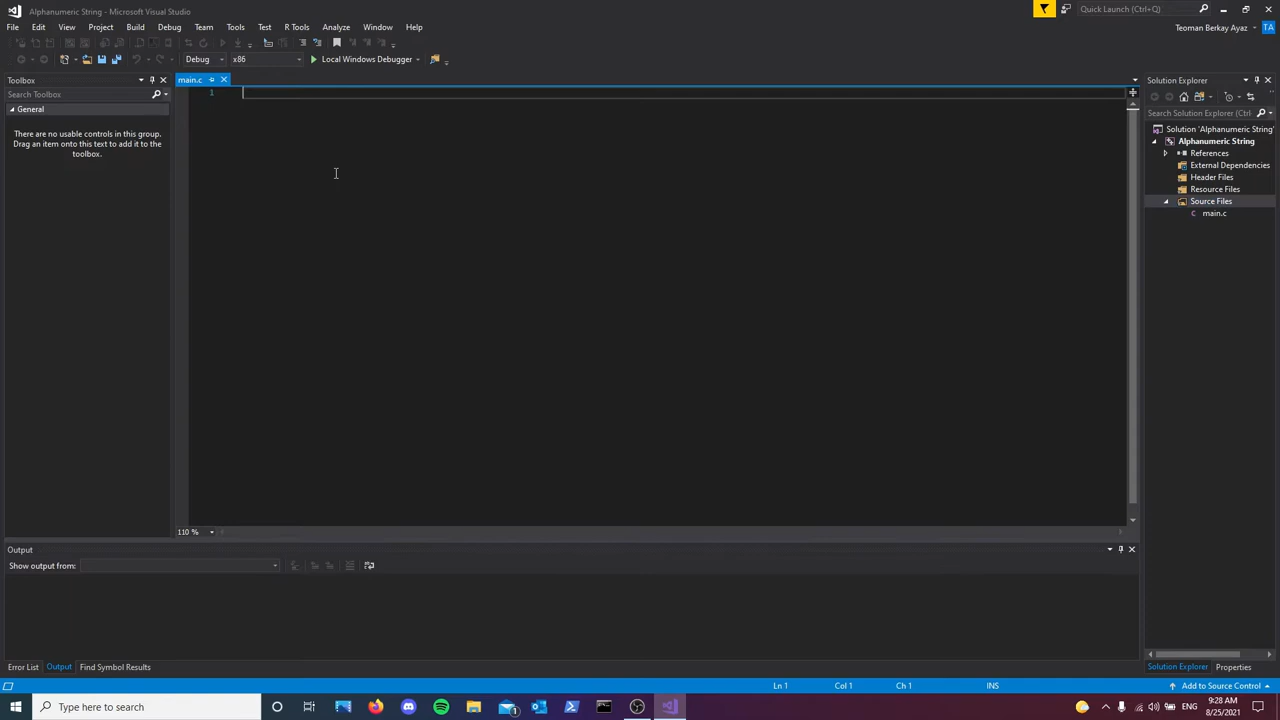 Alphanumeric String - Microsoft Visual Studio
Quick Launch (Ctrl+Q)
File Edit View Project Build Debug Team Tools Test R Tools Analyze Window Help
Teoman Berkay Ayaz TA
Debug x86 Local Windows Debugger
Toolbox
main.c
Solution Explorer
Search Toolbox
1
General
Search Solution Explorer (Ctrl
There are no usable controls in this group.
Drag an item onto this text to add it to the
toolbox.
Solution 'Alphanumeric String'
Alphanumeric String
References
External Dependencies
Header Files
Resource Files
Source Files
C main.c
110 %
Output
Show output from:
Error List Output Find Symbol Results
Solution Explorer Properties
Ln 1 Col 1 Ch 1 INS
Add to Source Control
Type here to search
ENG
9:28 AM
8/25/2021